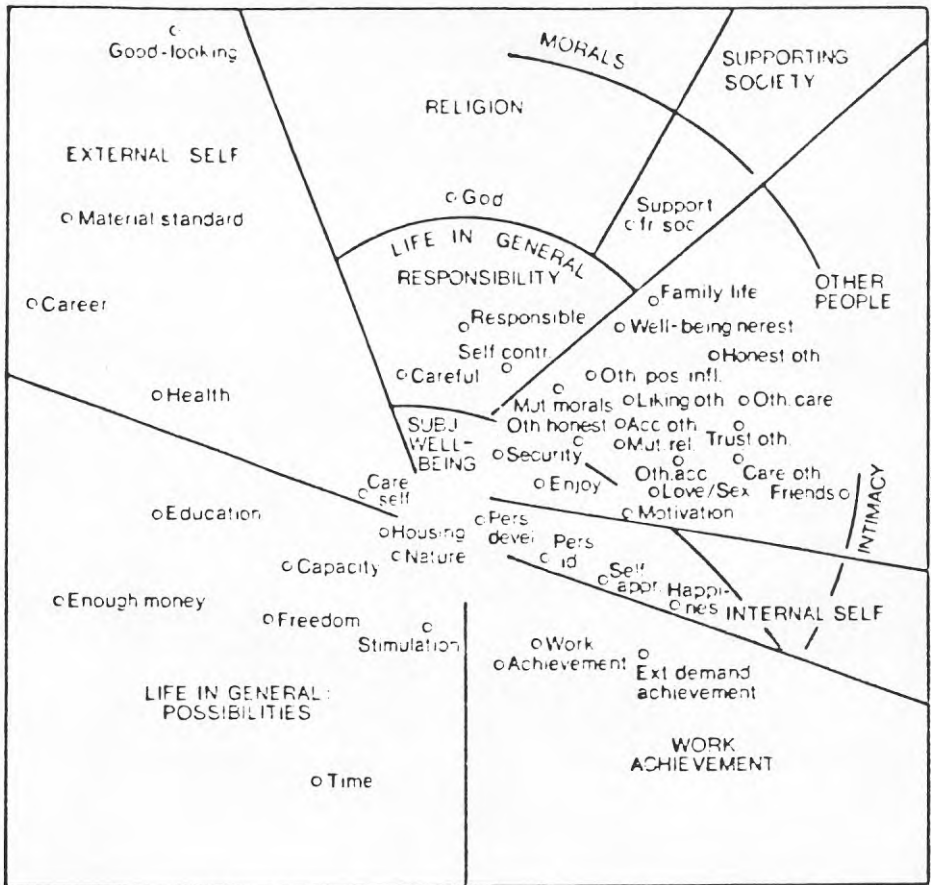 Good-looking
MORALS
SUPPORTING
SOCIETY
RELIGION
EXTERNAL SELF
Material standard
God
Support
fr. soc
LIFE IN GENERAL
RESPONSIBILITY
OTHER
PEOPLE
Career
Family life
Responsible
Well-being nerest
Self contr.
Honest oth
Careful
Oth pos infl.
Health
Mut morals
Liking oth
Oth. care
SUBJ
WELL-
BEING
Oth honest
Acc oth
Mut. rel.
Trust oth.
Security
Oth. acc
Care oth
Care
self
Enjoy
Love/Sex
Friends
INTIMACY
Education
Motivation
Housing
Pers
devel
Nature
Pers
id
Capacity
Self
appr.
Happi-
nes
Enough money
INTERNAL SELF
Freedom
Stimulation
Work
Achievement
Ext demand
achievement
LIFE IN GENERAL:
POSSIBILITIES
WORK
ACHIEVEMENT
Time